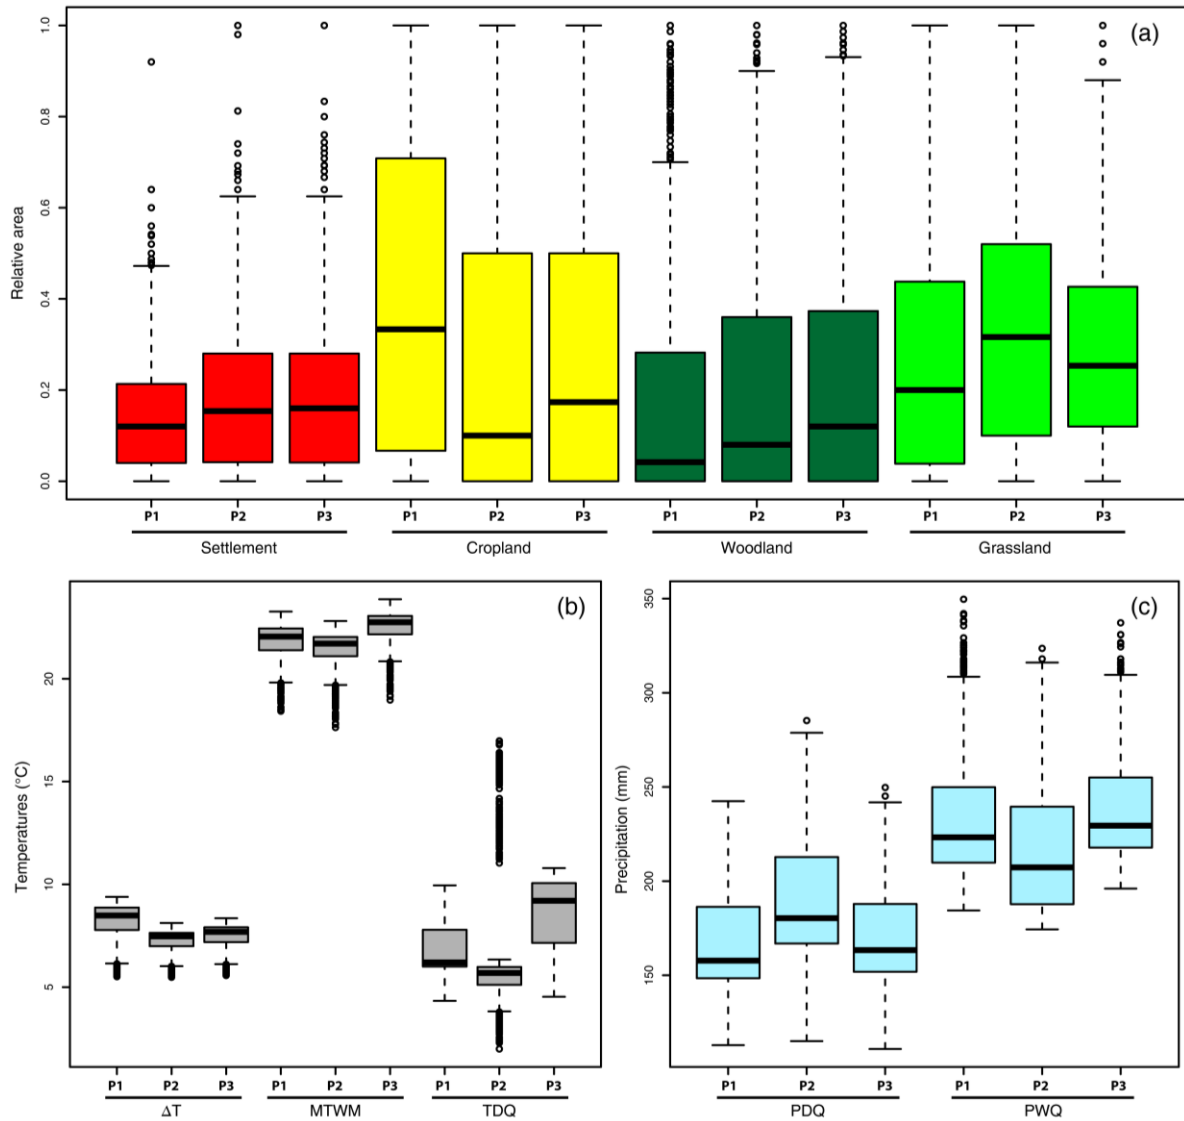 (a)
Relative area
1.0
0.8
0.6
0.4
0.2
0.0
P1 P2 P3 P1 P2 P3 P1 P2 P3 P1 P2 P3
Settlement Cropland Woodland Grassland
(b)
Temperatures (°C)
20
15
10
5
P1 P2 P3 P1 P2 P3 P1 P2 P3
ΔT MTWM TDQ
(c)
Precipitation (mm)
350
300
250
200
150
P1 P2 P3 P1 P2 P3
PDQ PWQ